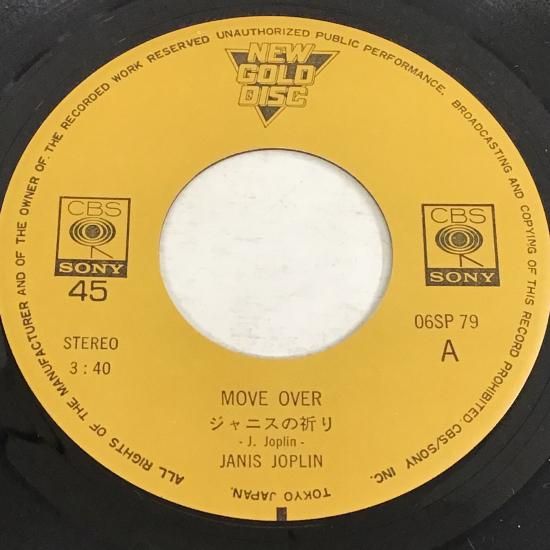 ALL RIGHTS OF THE MANUFACTURER AND OF THE OWNER OF THE RECORDED WORK RESERVED UNAUTHORIZED PUBLIC PERFORMANCE, BROADCASTING AND COPYING OF THIS RECORD PROHIBITED. CBS/SONY INC.
TOKYO JAPAN.
NEW
GOLD
DISC
CBS
SONY
45
STEREO
3:40
CBS
SONY
06SP 79
A
MOVE OVER
ジャニスの祈り
- J. Joplin -
JANIS JOPLIN